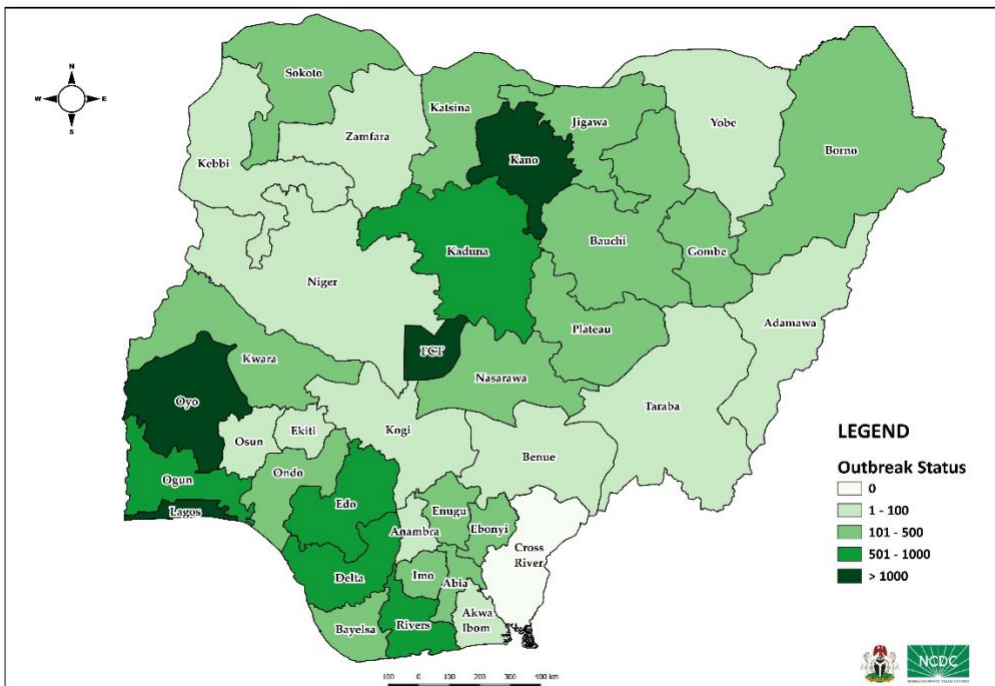 N
W E
S
Sokoto
Katsina
Jigawa
Yobe
Borno
Kebbi
Zamfara
Kano
Kaduna
Bauchi
Gombe
Niger
Adamawa
Plateau
FCT
Kwara
Nasarawa
Oyo
Taraba
Osun
Ekiti
Kogi
Benue
Ogun
Ondo
Edo
Lagos
Anambra
Enugu
Ebonyi
Cross
River
Delta
Imo
Abia
Bayelsa
Rivers
Akwa
Ibom
LEGEND
Outbreak Status
0
1 - 100
101 - 500
501 - 1000
> 1000
100 0 100 200 300 400 km
NCDC